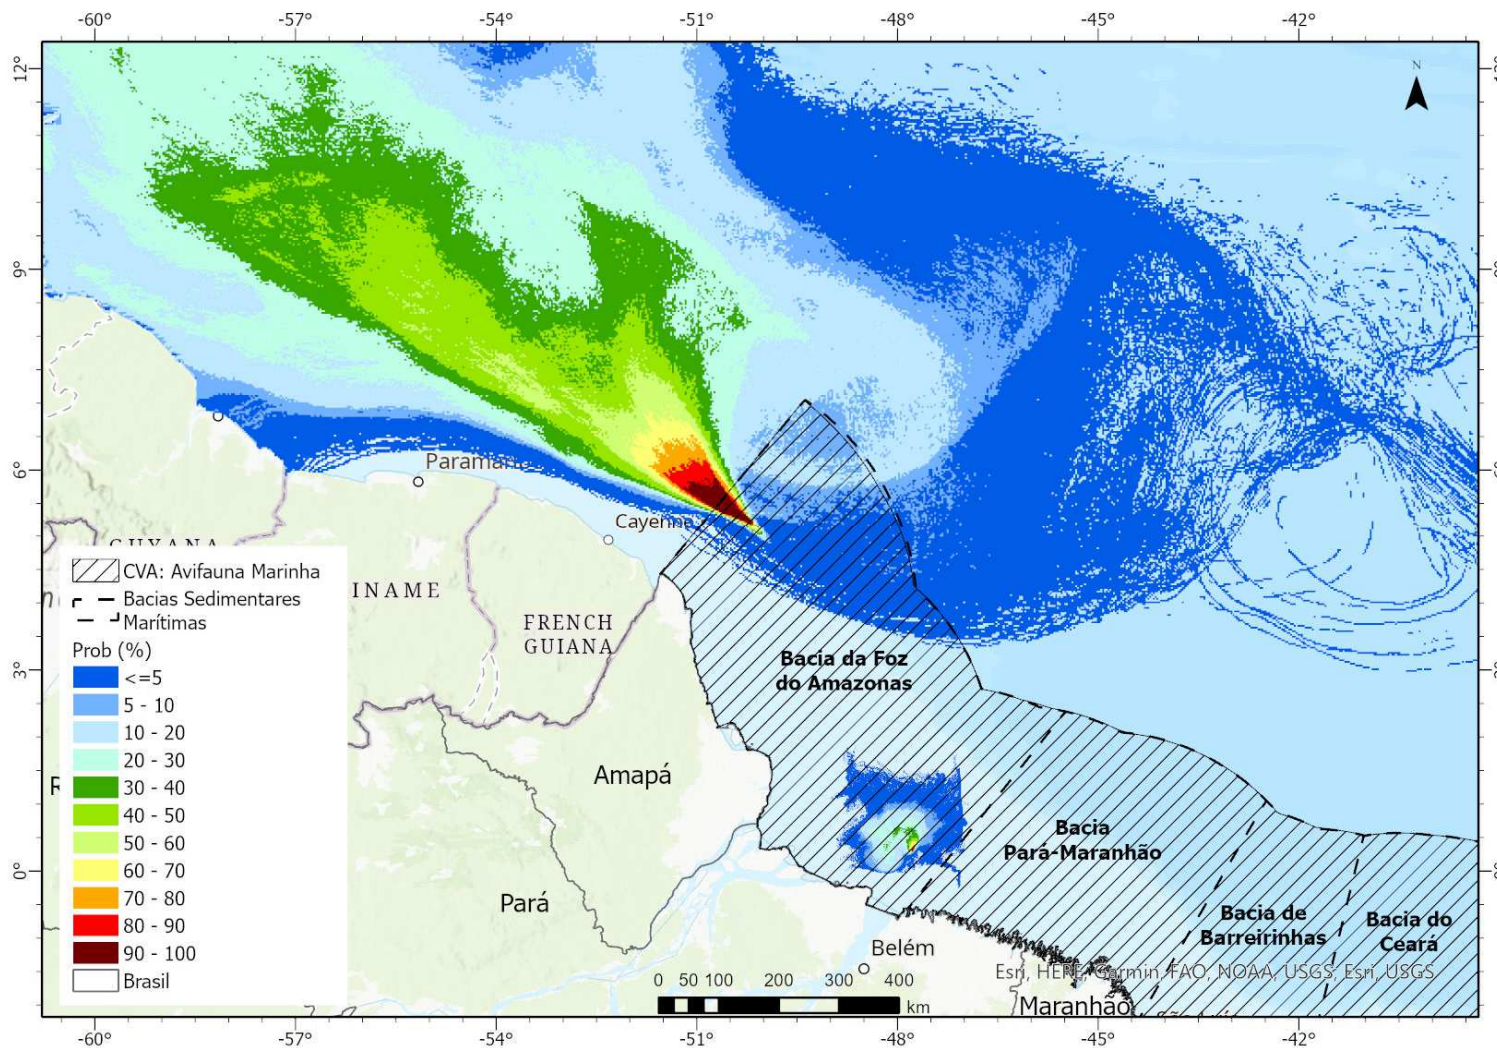 -60° -57° -54° -51° -48° -45° -42°
12°
9°
6°
3°
0°
N
Cayenne
GUYANA
INAME
FRENCH
GUIANA
Amapá
Pará
Belém
Maranhão
Bacia da Foz
do Amazonas
Bacia
Pará-Maranhão
Bacia de
Barreirinhas
Bacia do
Ceará
Esri, HERE, Garmin, FAO, NOAA, USGS, Esri, USGS
0 50 100 200 300 400
km
CVA: Avifauna Marinha
Bacias Sedimentares
Marítimas
Prob (%)
<=5
5 - 10
10 - 20
20 - 30
30 - 40
40 - 50
50 - 60
60 - 70
70 - 80
80 - 90
90 - 100
Brasil
-60° -57° -54° -51° -48° -45° -42°